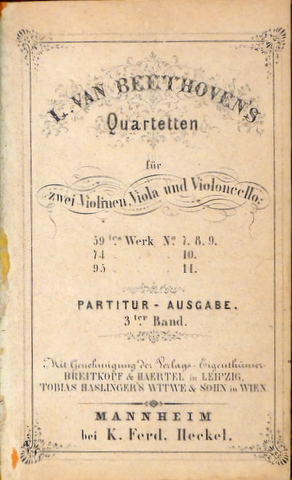 L. VAN BEETHOVENS
Quartetten
für
zwei Violinen, Viola und Violoncello:
59tes Werk No 7. 8. 9.
74 " 10.
95 " 11.
PARTITUR - AUSGABE.
3ter Band.
Mit Genehmigung der Verlags-Eigenthümer
BREITKOPF & HAERTEL in LEIPZIG,
TOBIAS HASLINGER'S WITWE & SOHN in WIEN.
MANNHEIM
bei K. Ferd. Heckel.